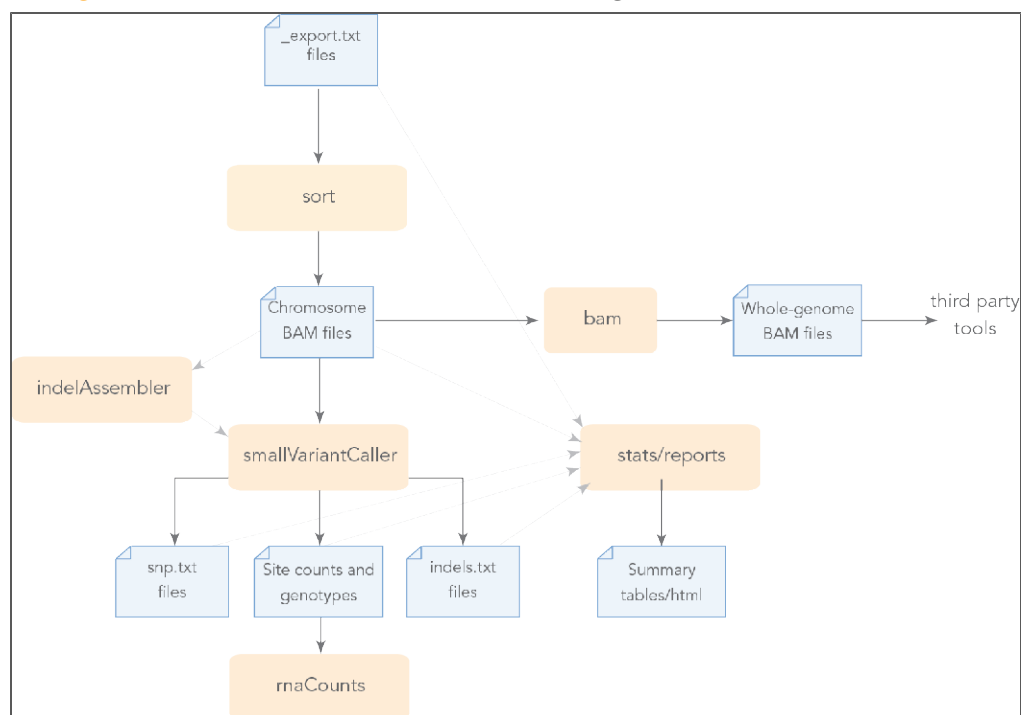 _export.txt
files
sort
Chromosome
BAM files
bam
Whole-genome
BAM files
third party
tools
indelAssembler
smallVariantCaller
stats/reports
snp.txt
files
Site counts and
genotypes
indels.txt
files
Summary
tables/html
rnaCounts